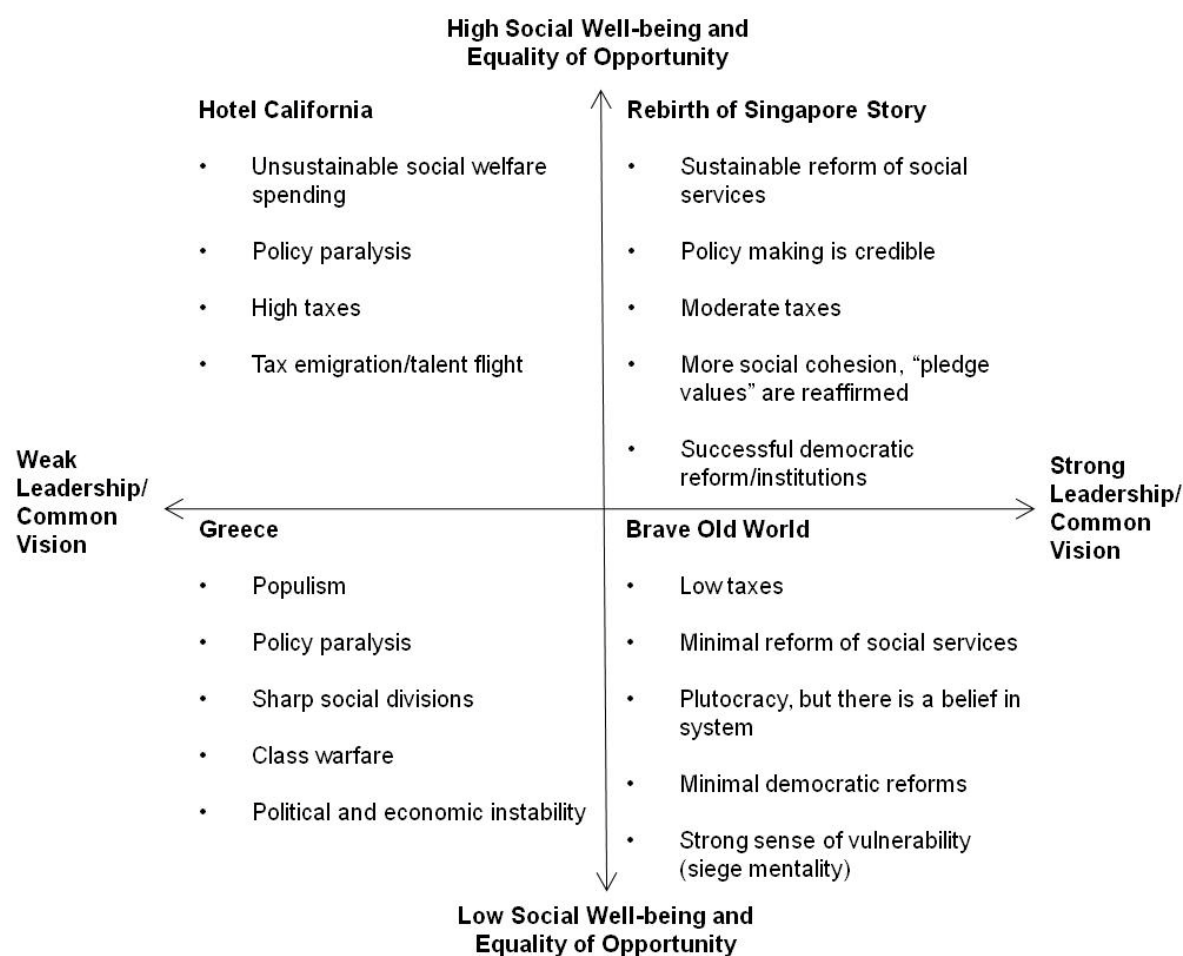 High Social Well-being and
Equality of Opportunity
Hotel California
• Unsustainable social welfare
spending
• Policy paralysis
• High taxes
• Tax emigration/talent flight
Rebirth of Singapore Story
• Sustainable reform of social
services
• Policy making is credible
• Moderate taxes
• More social cohesion, “pledge
values” are reaffirmed
• Successful democratic
reform/institutions
Weak
Leadership/
Common
Vision
Strong
Leadership/
Common
Vision
Greece
• Populism
• Policy paralysis
• Sharp social divisions
• Class warfare
• Political and economic instability
Brave Old World
• Low taxes
• Minimal reform of social services
• Plutocracy, but there is a belief in
system
• Minimal democratic reforms
• Strong sense of vulnerability
(siege mentality)
Low Social Well-being and
Equality of Opportunity